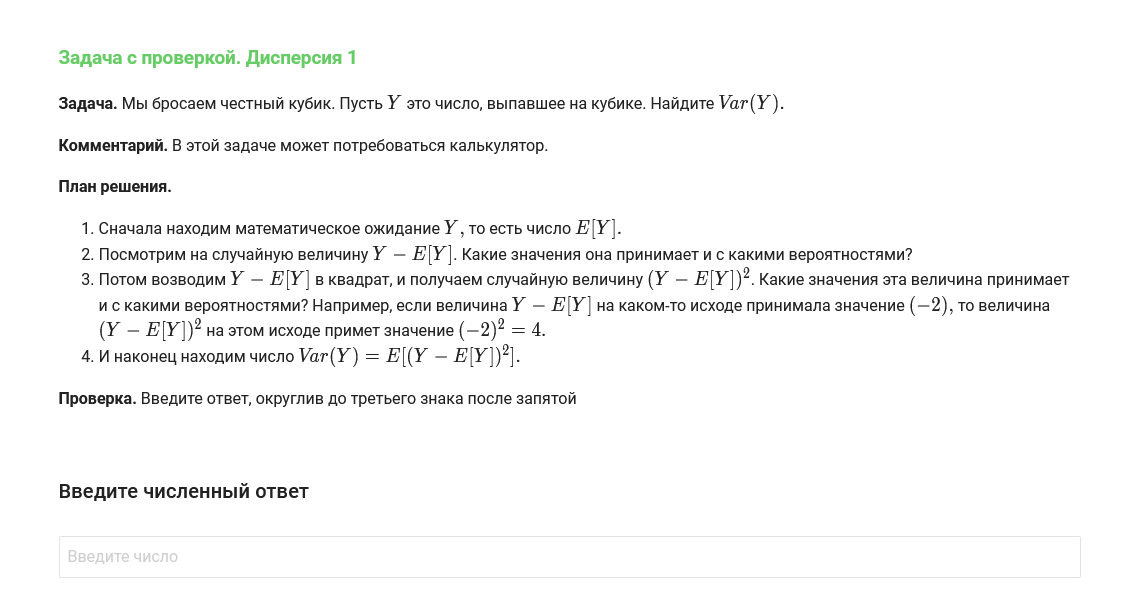 Задача с проверкой. Дисперсия 1
Задача. Мы бросаем честный кубик. Пусть Y это число, выпавшее на кубике. Найдите Var(Y).
Комментарий. В этой задаче может потребоваться калькулятор.
План решения.
1. Сначала находим математическое ожидание Y, то есть число E[Y].
2. Посмотрим на случайную величину Y − E[Y]. Какие значения она принимает и с какими вероятностями?
3. Потом возводим Y − E[Y] в квадрат, и получаем случайную величину (Y − E[Y])². Какие значения эта величина принимает
и с какими вероятностями? Например, если величина Y − E[Y] на каком-то исходе принимала значение (−2), то величина
(Y − E[Y])² на этом исходе примет значение (−2)² = 4.
4. И наконец находим число Var(Y) = E[(Y − E[Y])²].
Проверка. Введите ответ, округлив до третьего знака после запятой
Введите численный ответ
Введите число